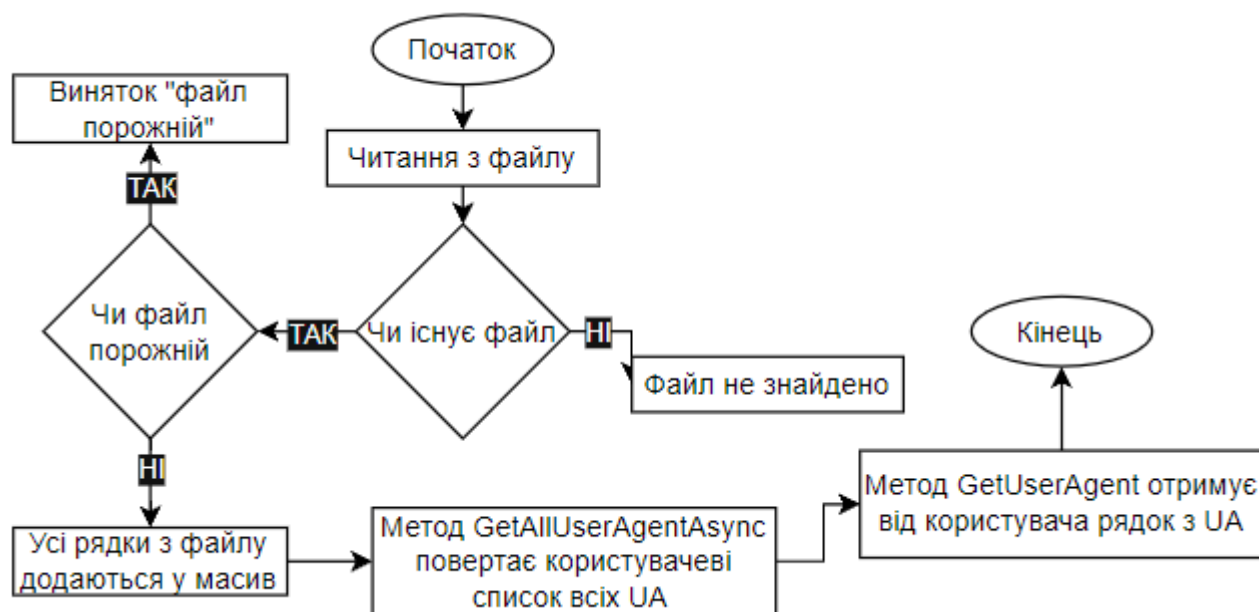 Початок
Виняток "файл
порожній"
Читання з файлу
ТАК
Чи файл
порожній
ТАК
Чи існує файл
НІ
Файл не знайдено
Кінець
НІ
Усі рядки з файлу
додаються у масив
Метод GetAllUserAgentAsync
повертає користувачеві
список всіх UA
Метод GetUserAgent отримує
від користувача рядок з UA